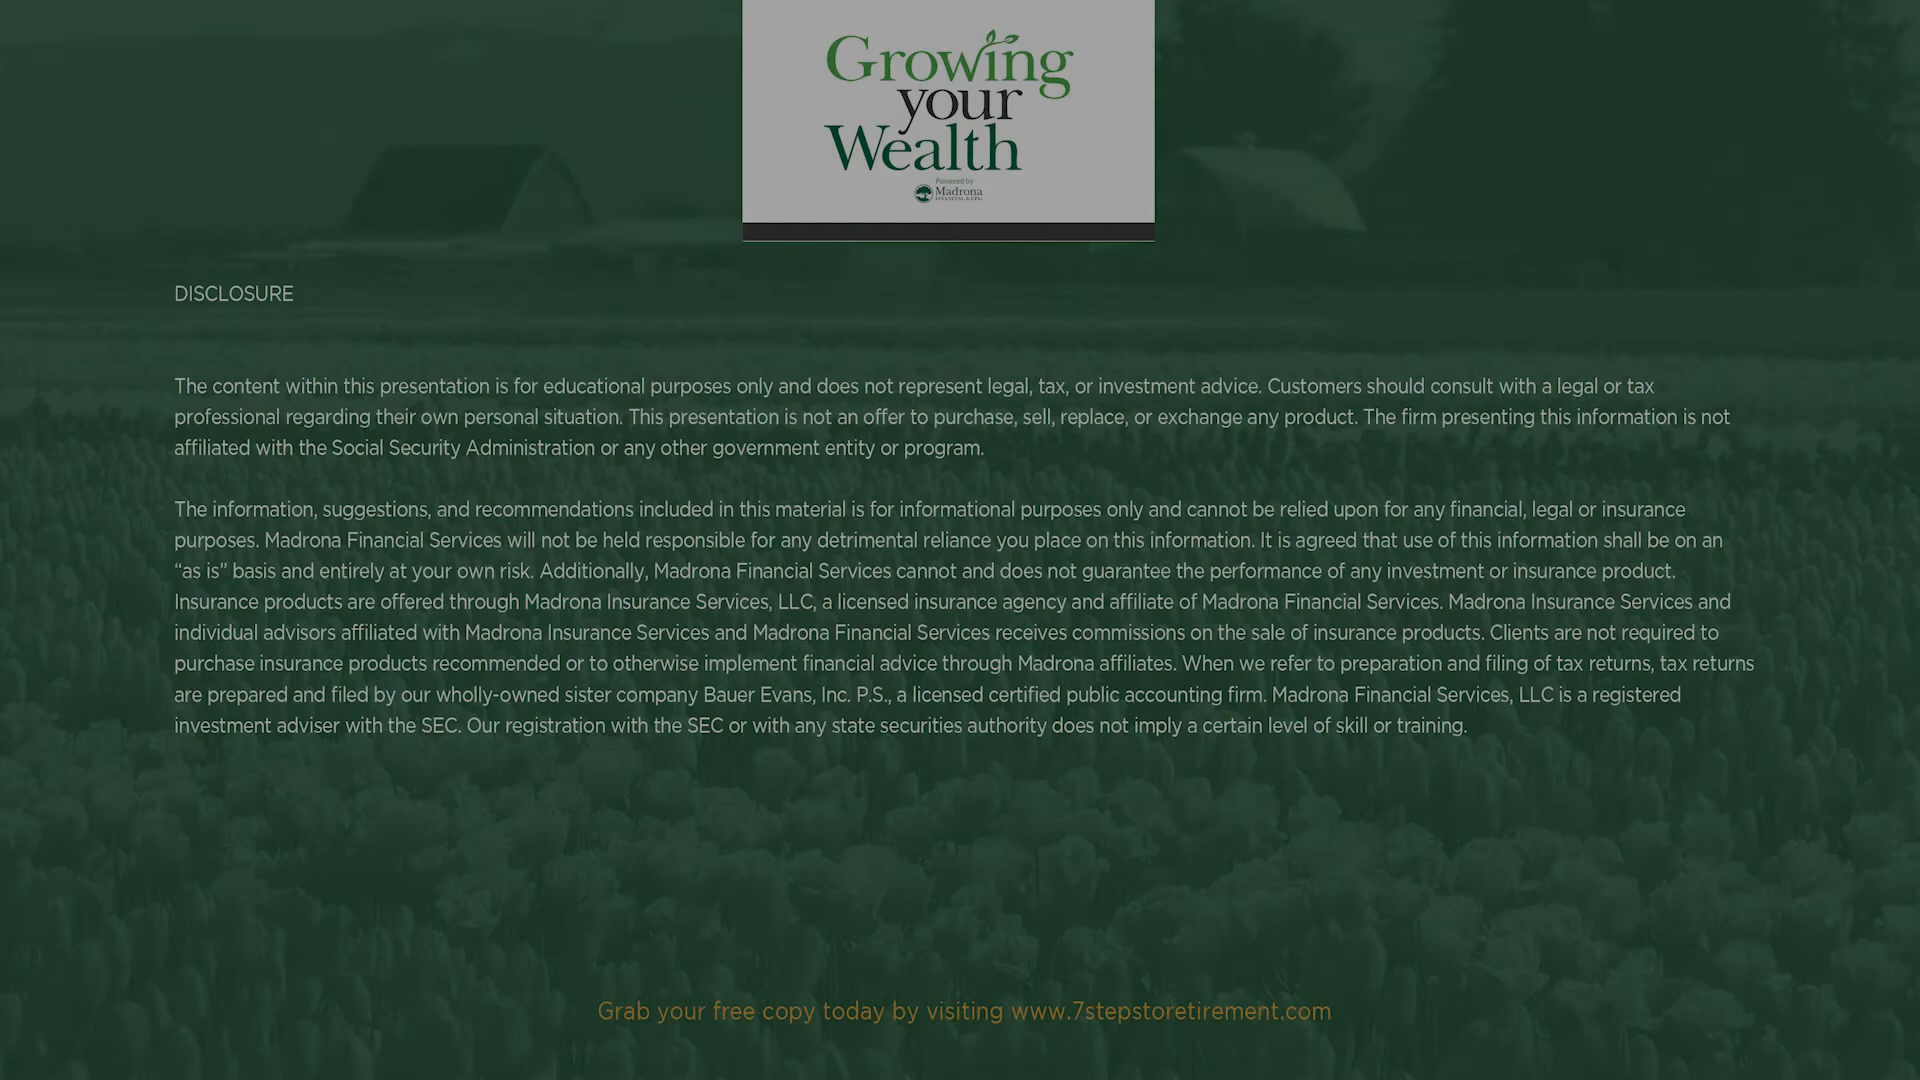 Growing
your
Wealth
Powered by
Madrona
FINANCIAL & CPAs
DISCLOSURE
The content within this presentation is for educational purposes only and does not represent legal, tax, or investment advice. Customers should consult with a legal or tax
professional regarding their own personal situation. This presentation is not an offer to purchase, sell, replace, or exchange any product. The firm presenting this information is not
affiliated with the Social Security Administration or any other government entity or program.
The information, suggestions, and recommendations included in this material is for informational purposes only and cannot be relied upon for any financial, legal or insurance
purposes. Madrona Financial Services will not be held responsible for any detrimental reliance you place on this information. It is agreed that use of this information shall be on an
“as is” basis and entirely at your own risk. Additionally, Madrona Financial Services cannot and does not guarantee the performance of any investment or insurance product.
Insurance products are offered through Madrona Insurance Services, LLC, a licensed insurance agency and affiliate of Madrona Financial Services. Madrona Insurance Services and
individual advisors affiliated with Madrona Insurance Services and Madrona Financial Services receives commissions on the sale of insurance products. Clients are not required to
purchase insurance products recommended or to otherwise implement financial advice through Madrona affiliates. When we refer to preparation and filing of tax returns, tax returns
are prepared and filed by our wholly-owned sister company Bauer Evans, Inc. P.S., a licensed certified public accounting firm. Madrona Financial Services, LLC is a registered
investment adviser with the SEC. Our registration with the SEC or with any state securities authority does not imply a certain level of skill or training.
Grab your free copy today by visiting www.7stepstoretirement.com